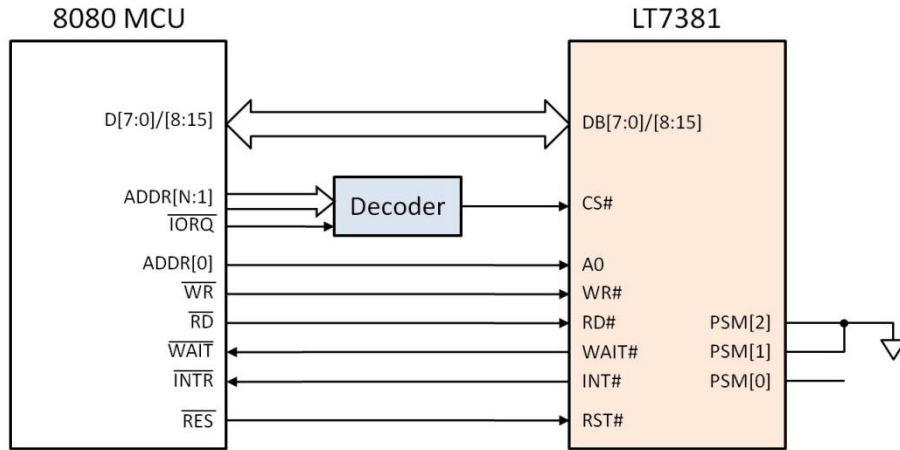 8080 MCU
LT7381
D[7:0]/[8:15]
DB[7:0]/[8:15]
ADDR[N:1]
Decoder
CS#
IORQ
ADDR[0]
A0
WR
WR#
RD
RD#
PSM[2]
WAIT
WAIT#
PSM[1]
INTR
INT#
PSM[0]
RES
RST#